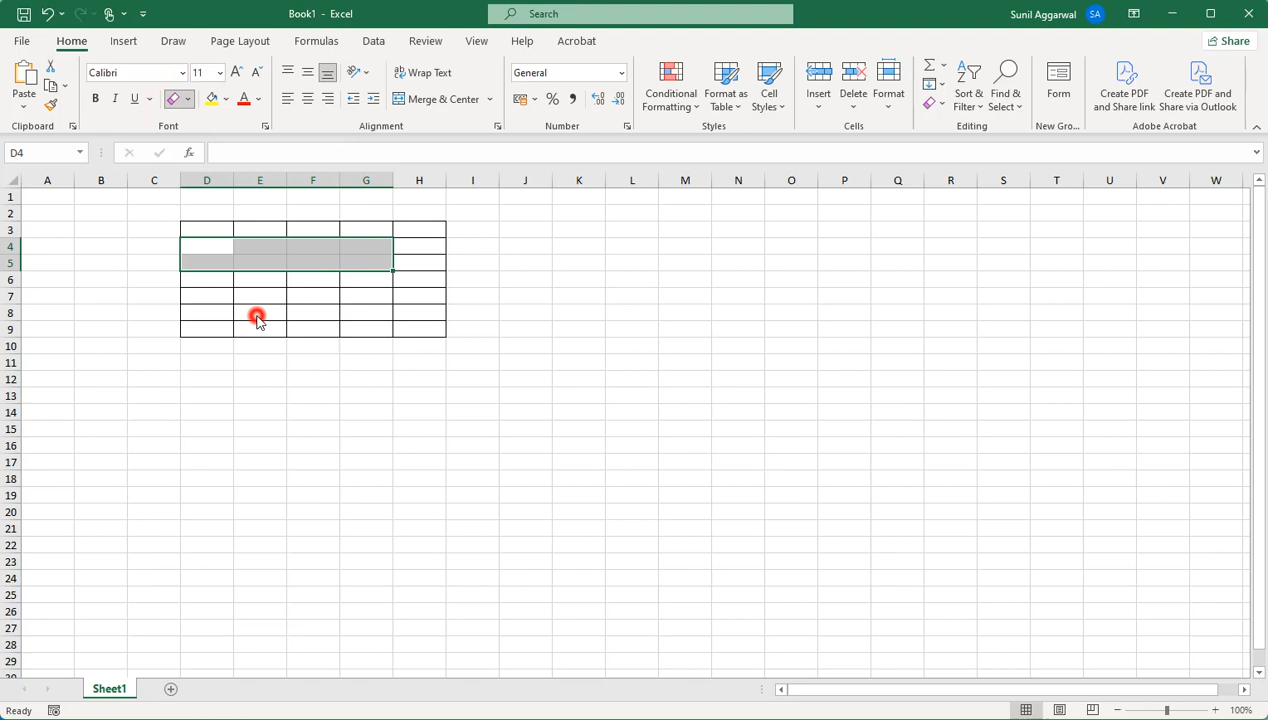 Book1 - Excel
Search
Sunil Aggarwal SA
File Home Insert Draw Page Layout Formulas Data Review View Help Acrobat
Share
Paste
Clipboard
Calibri 11
B I U
Font
Wrap Text
Merge & Center
Alignment
General
Number
Conditional Formatting
Format as Table
Cell Styles
Styles
Insert
Delete
Format
Cells
Sort & Filter
Find & Select
Editing
Form
New Gro...
Create PDF and Share link
Create PDF and Share via Outlook
Adobe Acrobat
D4 fx
A B C D E F G H I J K L M N O P Q R S T U V W
1
2
3
4
5
6
7
8
9
10
11
12
13
14
15
16
17
18
19
20
21
22
23
24
25
26
27
28
29
30
Sheet1
Ready
100%